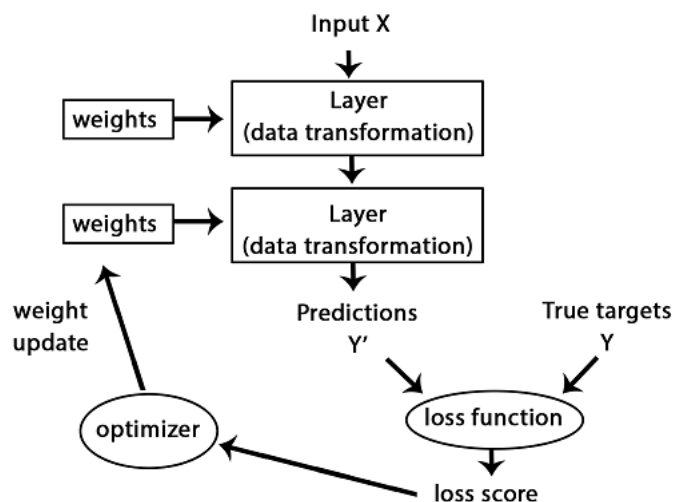 Input X
Layer
(data transformation)
weights
Layer
(data transformation)
weights
Predictions
Y’
True targets
Y
weight
update
optimizer
loss function
loss score